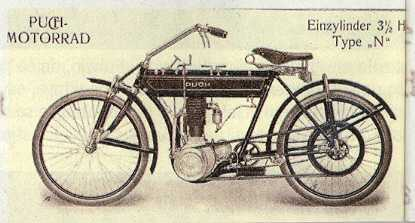 PUCH-
MOTORRAD
Einzylinder 3½ H
Type „N"
PUCH